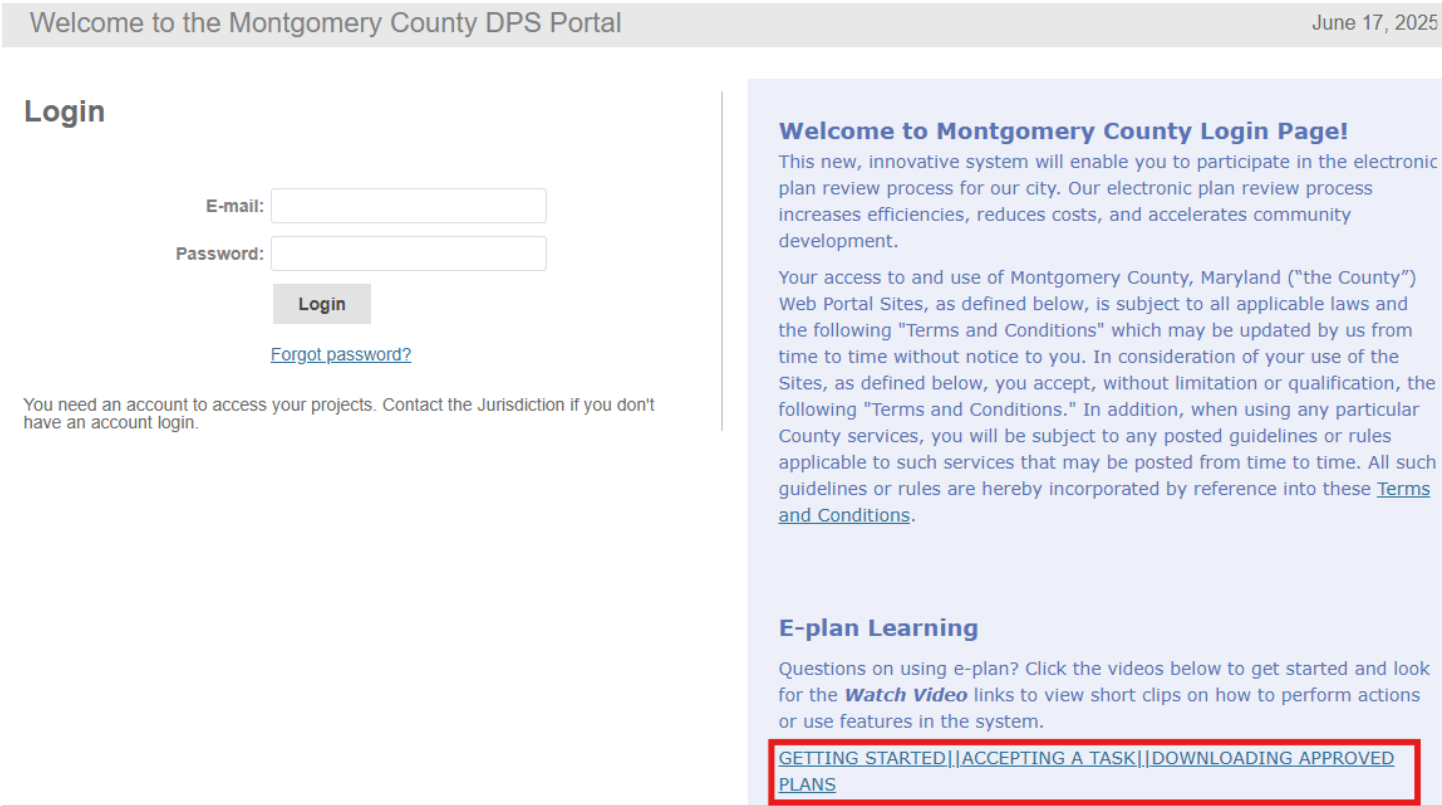 Welcome to the Montgomery County DPS Portal
June 17, 2025
Login
E-mail:
Password:
Login
Forgot password?
You need an account to access your projects. Contact the Jurisdiction if you don't
have an account login.
Welcome to Montgomery County Login Page!
This new, innovative system will enable you to participate in the electronic
plan review process for our city. Our electronic plan review process
increases efficiencies, reduces costs, and accelerates community
development.
Your access to and use of Montgomery County, Maryland (“the County”)
Web Portal Sites, as defined below, is subject to all applicable laws and
the following "Terms and Conditions" which may be updated by us from
time to time without notice to you. In consideration of your use of the
Sites, as defined below, you accept, without limitation or qualification, the
following "Terms and Conditions." In addition, when using any particular
County services, you will be subject to any posted guidelines or rules
applicable to such services that may be posted from time to time. All such
guidelines or rules are hereby incorporated by reference into these Terms
and Conditions.
E-plan Learning
Questions on using e-plan? Click the videos below to get started and look
for the Watch Video links to view short clips on how to perform actions
or use features in the system.
GETTING STARTED||ACCEPTING A TASK||DOWNLOADING APPROVED
PLANS